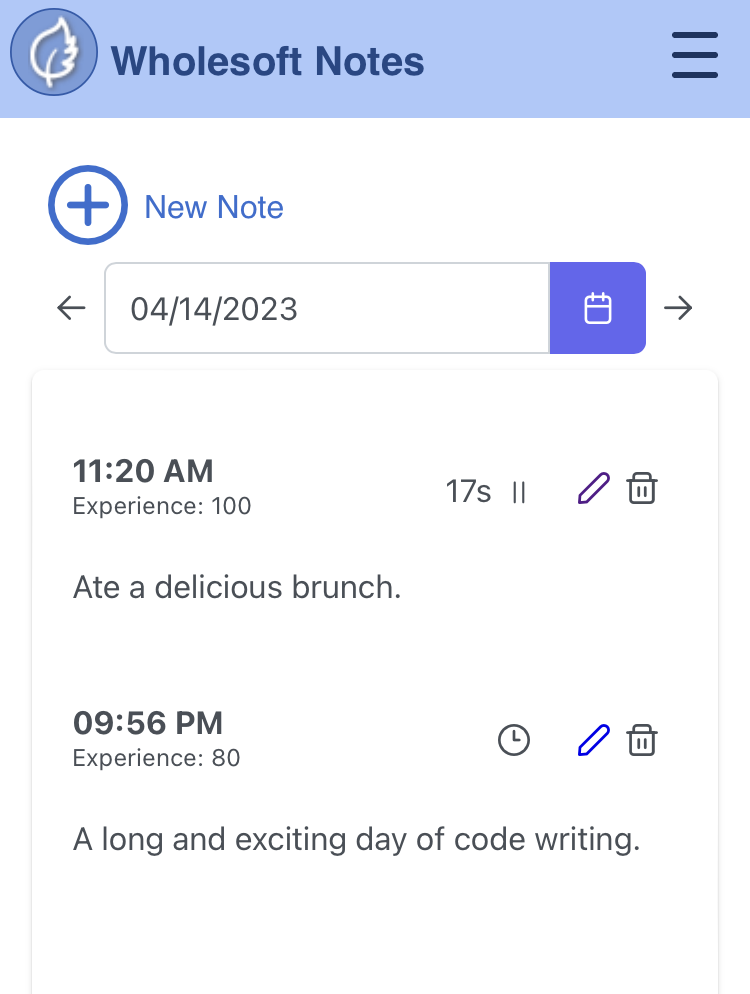 Wholesoft Notes
New Note
04/14/2023
11:20 AM
Experience: 100
17s
Ate a delicious brunch.
09:56 PM
Experience: 80
A long and exciting day of code writing.